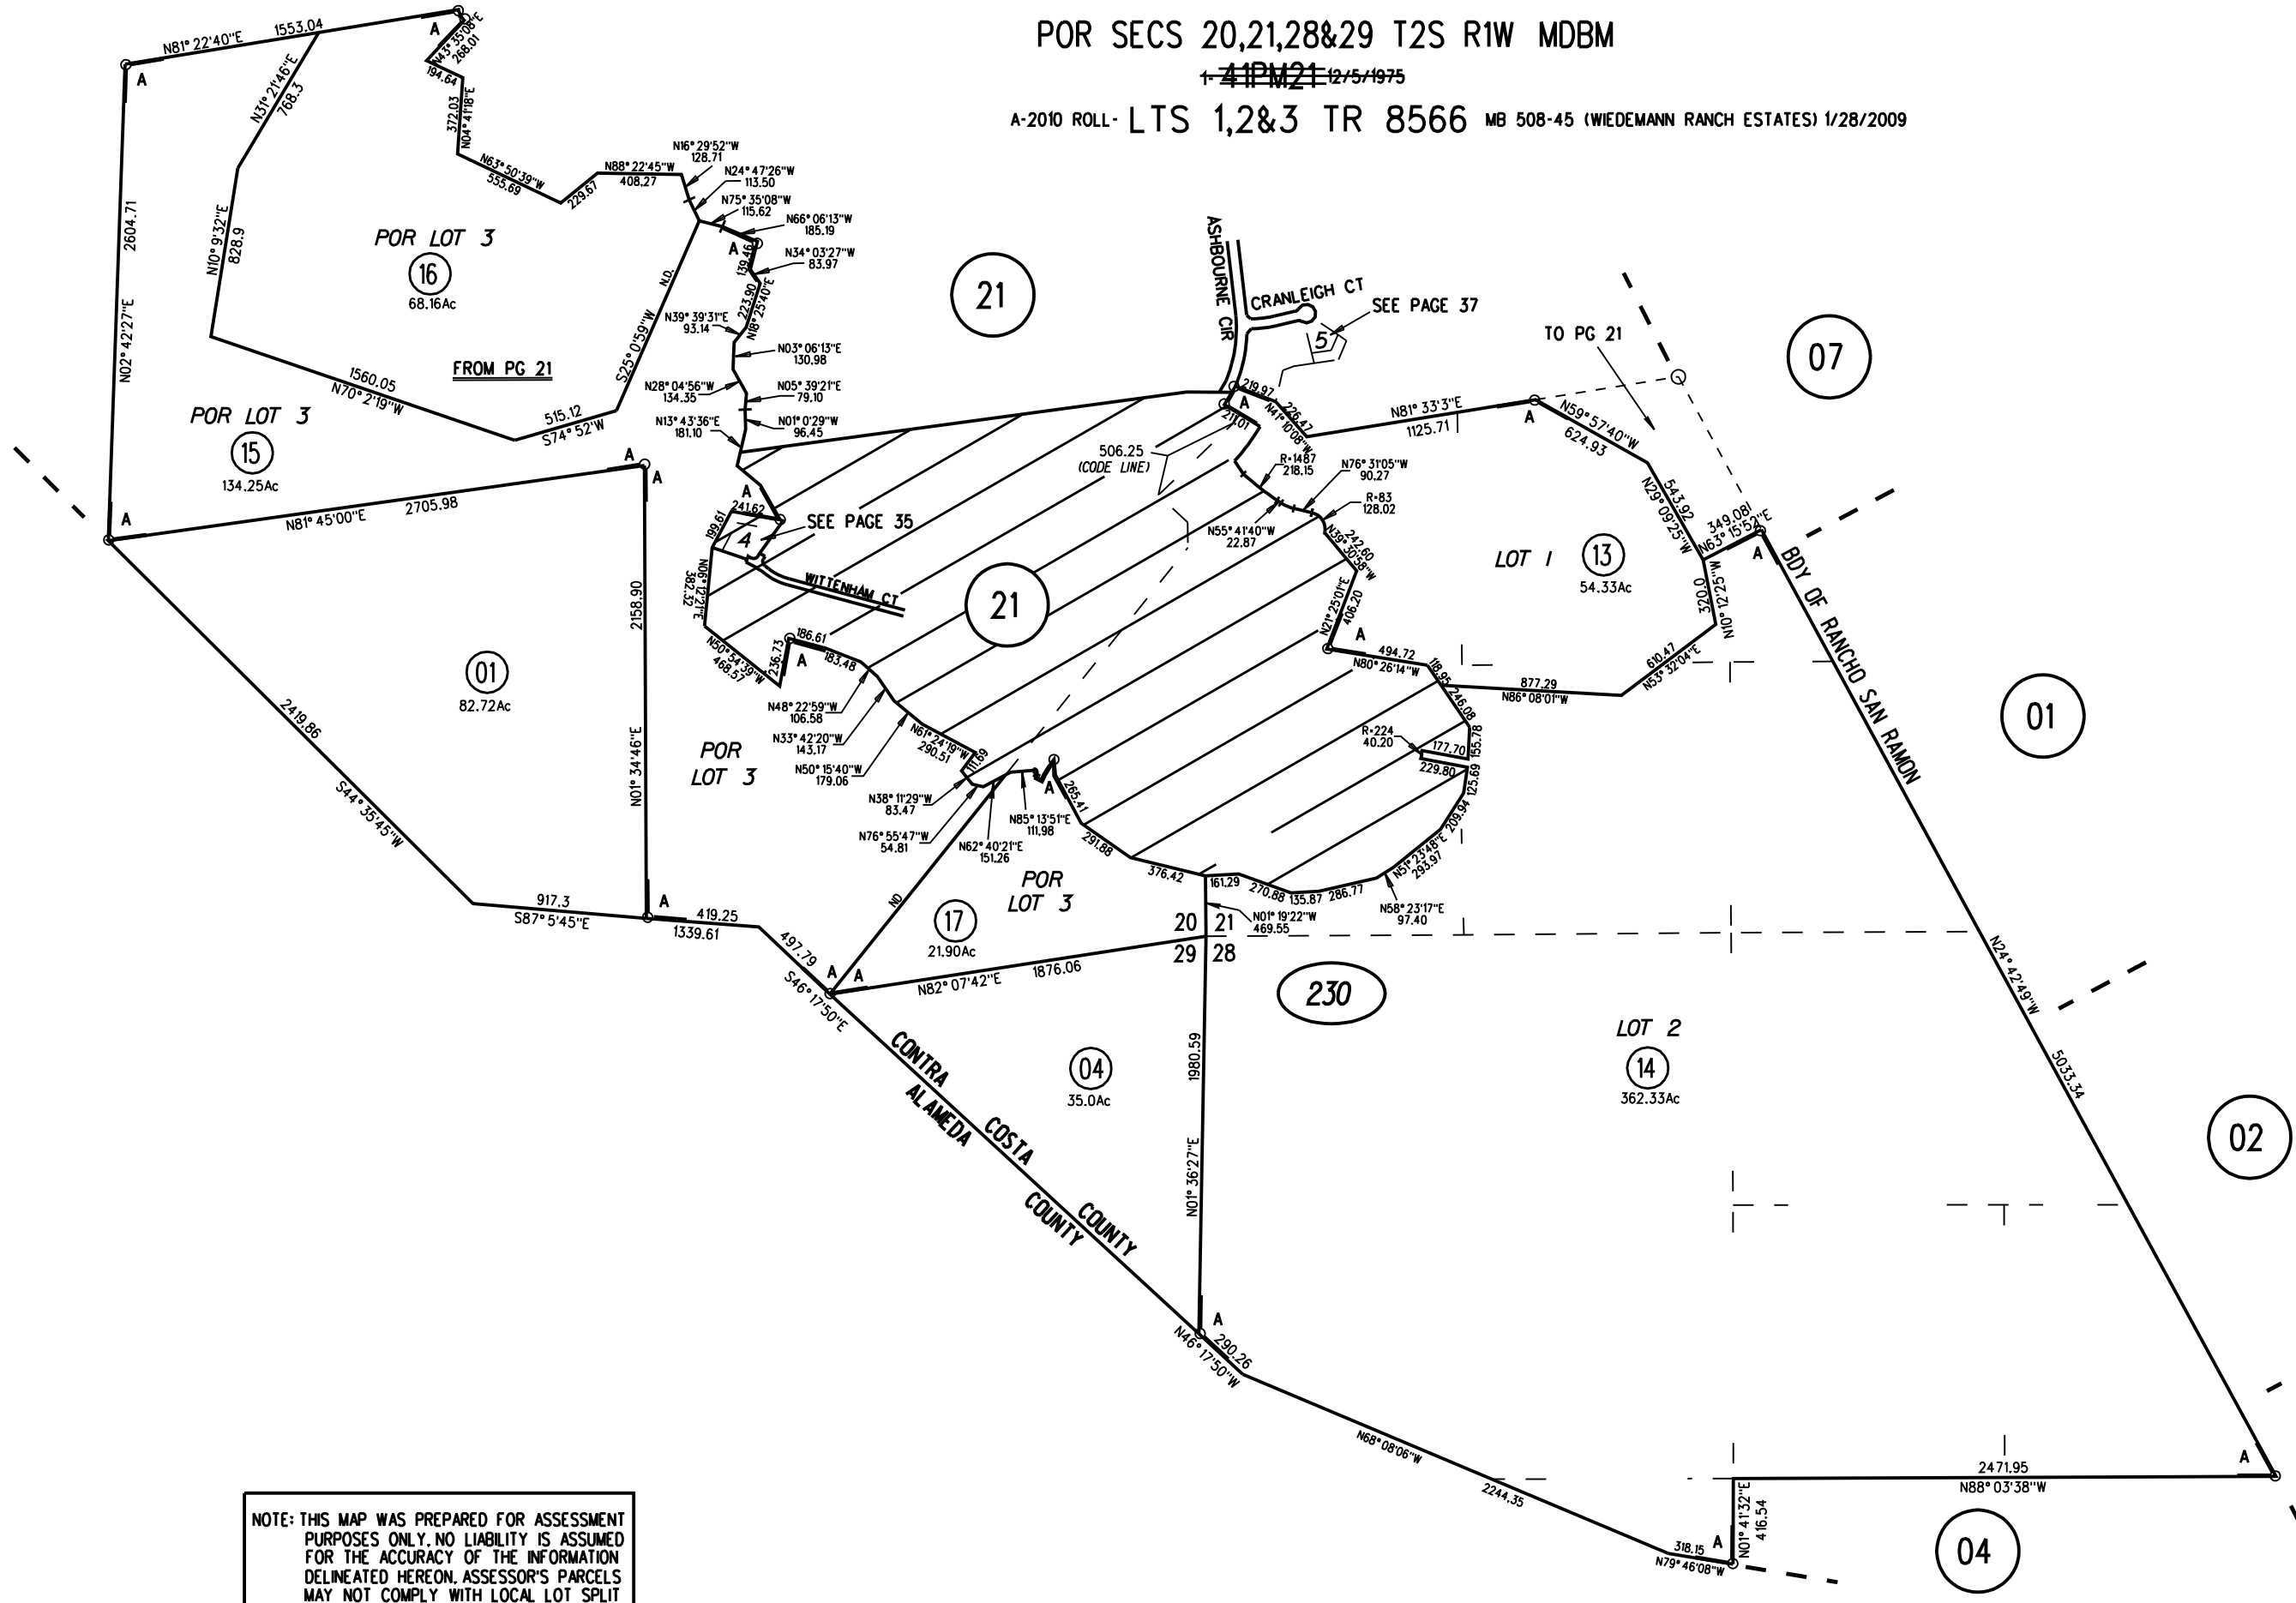 POR SECS 20,21,28&29 T2S R1W MDBM
1- 41PM21 12/5/1975
A-2010 ROLL- LTS 1,2&3 TR 8566 MB 508-45 (WIEDEMANN RANCH ESTATES) 1/28/2009
N81°22'40"E 1553.04
A
A
N43°35'08"E
268.01
194.64
372.03
N04°41'18"E
N31°21'46"E
768.3
N63°50'39"W
555.69
229.67
N88°22'45"W
408.27
N16°29'52"W
128.71
N24°47'26"W
113.50
N75°35'08"W
115.62
N66°06'13"W
185.19
A
139.46
N34°03'27"W
83.97
223.90
N18°25'40"E
N39°39'31"E
93.14
N03°06'13"E
130.98
N28°04'56"W
134.35
N05°39'21"E
79.10
N13°43'36"E
181.10
N01°0'29"W
96.45
2604.71
N02°42'27"E
N10°9'32"E
828.9
POR LOT 3
16
68.16Ac
N.D.
S25°0'59"W
FROM PG 21
1560.05
N70°2'19"W
515.12
S74°52'W
POR LOT 3
15
134.25Ac
A
N81°45'00"E 2705.98
A
A
21
ASHBOURNE CIR
CRANLEIGH CT
SEE PAGE 37
5
TO PG 21
07
219.97
A
226.47
N41°10'08"W
211.01
N81°33'3"E
1125.71
A
N59°57'40"W
624.93
543.92
N29°09'25"W
349.08
N63°15'52"E
A
506.25
(CODE LINE)
R=1487
218.15
N76°31'05"W
90.27
R=83
128.02
N55°41'40"W
22.87
242.60
N39°30'58"W
N21°25'01"E
406.20
A
494.72
N80°26'14"W
118.95
246.08
877.29
N86°08'01"W
610.47
N53°32'04"E
320.0
N10°12'25"W
LOT 1
13
54.33Ac
BDY OF RANCHO SAN RAMON
01
A
241.62
199.61
4
SEE PAGE 35
WITTENHAM CT
N06°12'21"E
382.32
N50°54'39"W
468.57
236.73
186.61
A
183.48
21
N48°22'59"W
106.58
N33°42'20"W
143.17
N50°15'40"W
179.06
N61°24'19"W
290.51
111.69
N38°11'29"W
83.47
N76°55'47"W
54.81
N62°40'21"E
151.26
N85°13'51"E
111.98
A
265.41
291.88
376.42
161.29
270.88
135.87
286.77
N58°23'17"E
97.40
N51°23'48"E
293.97
209.94
125.69
229.80
177.70
155.78
R=224
40.20
01
82.72Ac
2158.90
N01°34'46"E
2419.86
S44°35'45"W
POR
LOT 3
917.3
S87°5'45"E
A
419.25
1339.61
497.79
S46°17'50"E
ND
POR
LOT 3
17
21.90Ac
A
A
N82°07'42"E 1876.06
20 21
29 28
N01°19'22"W
469.55
230
CONTRA COSTA COUNTY
ALAMEDA COUNTY
04
35.0Ac
1980.59
N01°36'27"E
LOT 2
14
362.33Ac
N24°42'49"W
5033.34
02
A
290.26
N46°17'50"W
N68°08'06"W
2244.35
318.15
N79°46'08"W
A
N01°41'32"E
416.54
2471.95
N88°03'38"W
A
04
NOTE: THIS MAP WAS PREPARED FOR ASSESSMENT
PURPOSES ONLY. NO LIABILITY IS ASSUMED
FOR THE ACCURACY OF THE INFORMATION
DELINEATED HEREON. ASSESSOR'S PARCELS
MAY NOT COMPLY WITH LOCAL LOT SPLIT